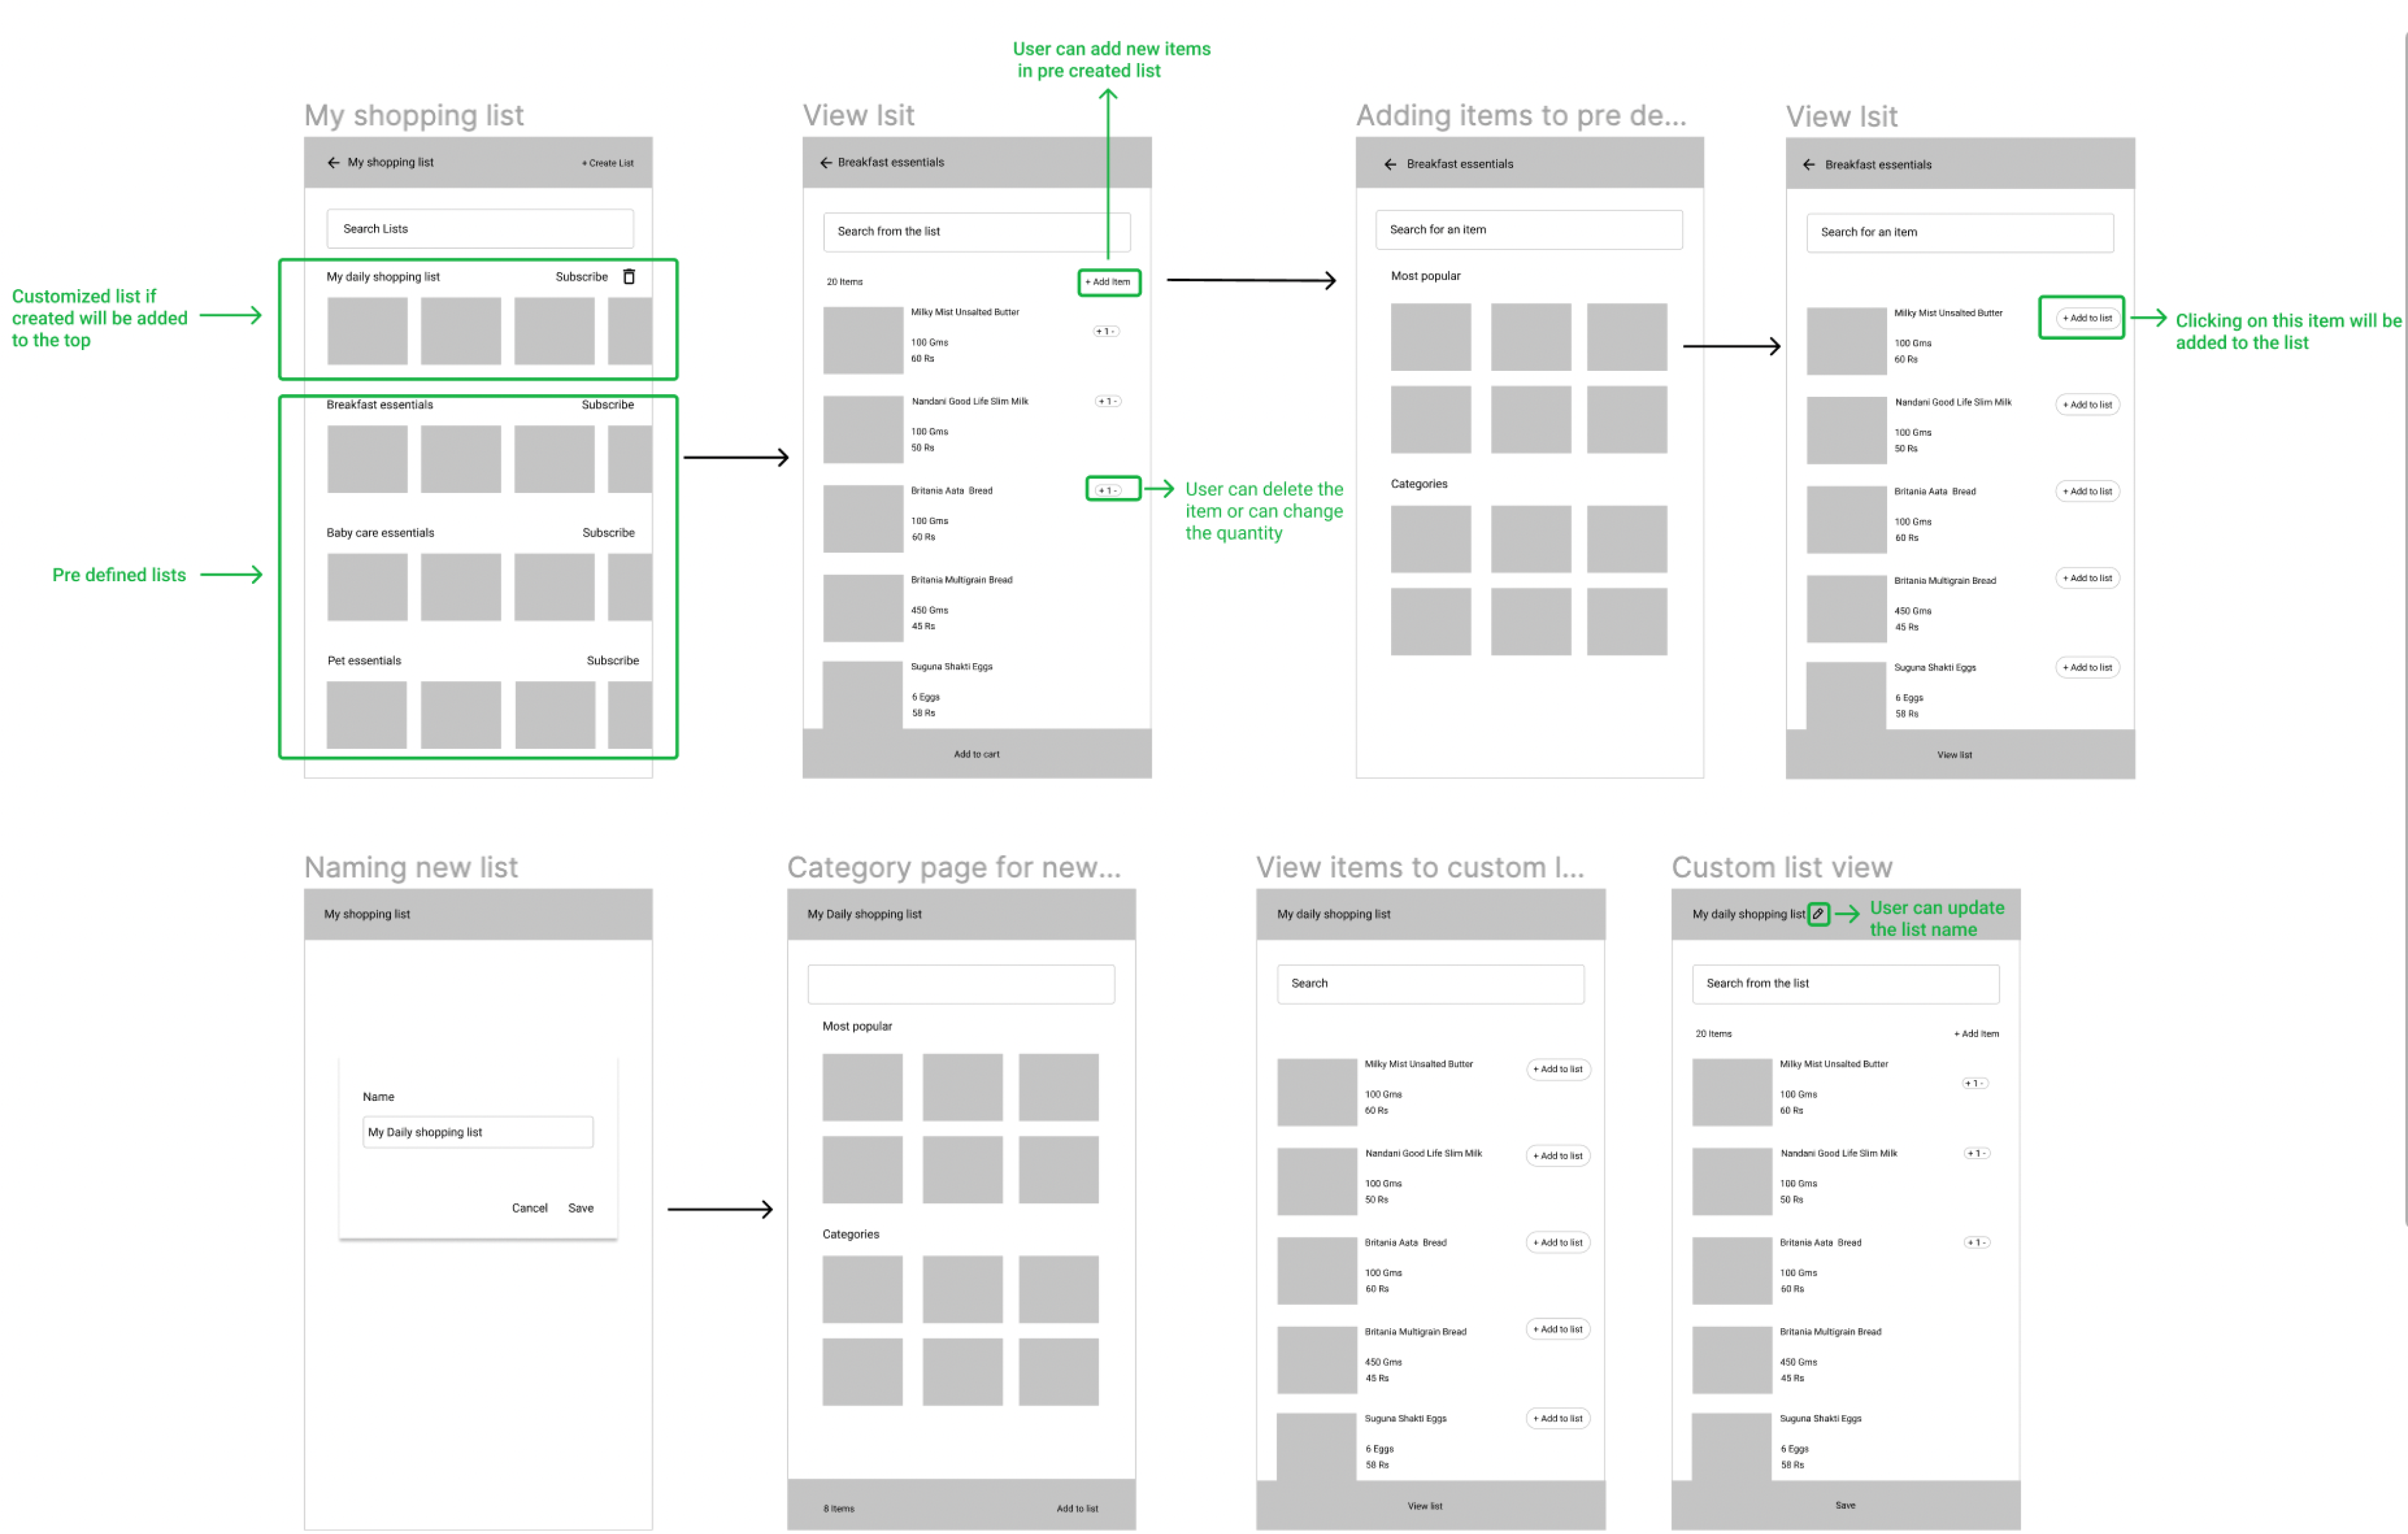 User can add new items
in pre created list
My shopping list
My shopping list
+ Create List
Search Lists
My daily shopping list
Subscribe
Customized list if
created will be added
to the top
Breakfast essentials
Subscribe
Baby care essentials
Subscribe
Pre defined lists
Pet essentials
Subscribe
View lsit
Breakfast essentials
Search from the list
20 Items
+ Add Item
Milky Mist Unsalted Butter
100 Gms
60 Rs
+ 1 -
Nandani Good Life Slim Milk
100 Gms
50 Rs
+ 1 -
Britania Aata Bread
100 Gms
60 Rs
+ 1 -
User can delete the
item or can change
the quantity
Britania Multigrain Bread
450 Gms
45 Rs
Suguna Shakti Eggs
6 Eggs
58 Rs
Add to cart
Adding items to pre de...
Breakfast essentials
Search for an item
Most popular
Categories
View lsit
Breakfast essentials
Search for an item
Milky Mist Unsalted Butter
100 Gms
60 Rs
+ Add to list
Clicking on this item will be
added to the list
Nandani Good Life Slim Milk
100 Gms
50 Rs
+ Add to list
Britania Aata Bread
100 Gms
60 Rs
+ Add to list
Britania Multigrain Bread
450 Gms
45 Rs
+ Add to list
Suguna Shakti Eggs
6 Eggs
58 Rs
+ Add to list
View list
Naming new list
My shopping list
Name
My Daily shopping list
Cancel
Save
Category page for new...
My Daily shopping list
Most popular
Categories
8 Items
Add to list
View items to custom l...
My daily shopping list
Search
Milky Mist Unsalted Butter
100 Gms
60 Rs
+ Add to list
Nandani Good Life Slim Milk
100 Gms
50 Rs
+ Add to list
Britania Aata Bread
100 Gms
60 Rs
+ Add to list
Britania Multigrain Bread
450 Gms
45 Rs
+ Add to list
Suguna Shakti Eggs
6 Eggs
58 Rs
+ Add to list
View list
Custom list view
My daily shopping list
User can update
the list name
Search from the list
20 Items
+ Add Item
Milky Mist Unsalted Butter
100 Gms
60 Rs
+ 1 -
Nandani Good Life Slim Milk
100 Gms
50 Rs
+ 1 -
Britania Aata Bread
100 Gms
60 Rs
+ 1 -
Britania Multigrain Bread
450 Gms
45 Rs
Suguna Shakti Eggs
6 Eggs
58 Rs
Save